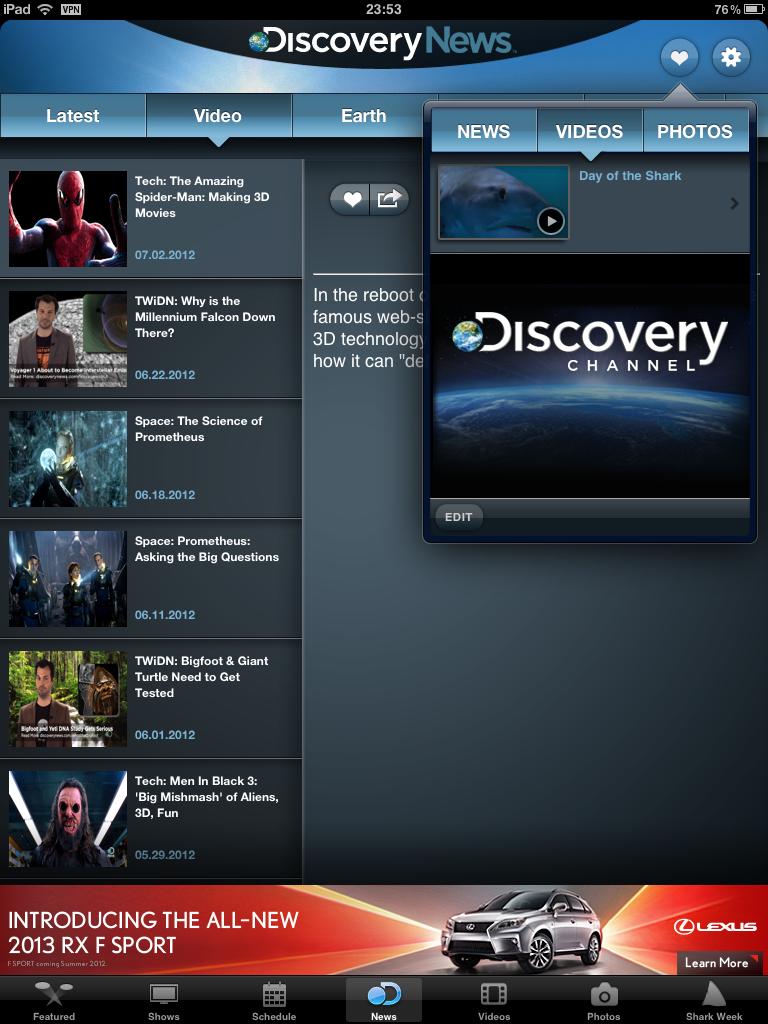 iPad VPN 23:53 76%
Discovery News
Latest Video Earth
NEWS VIDEOS PHOTOS
Day of the Shark
Discovery
CHANNEL
EDIT
Tech: The Amazing
Spider-Man: Making 3D
Movies
07.02.2012
TWiDN: Why is the
Millennium Falcon Down
There?
06.22.2012
Voyager 1 About to Become Interstellar
Space: The Science of
Prometheus
06.18.2012
Space: Prometheus:
Asking the Big Questions
06.11.2012
TWiDN: Bigfoot & Giant
Turtle Need to Get
Tested
06.01.2012
Bigfoot and Yeti DNA Study Gets Serious
Tech: Men In Black 3:
'Big Mishmash' of Aliens,
3D, Fun
05.29.2012
In the reboot
famous web-s
3D technology
how it can "de
INTRODUCING THE ALL-NEW
2013 RX F SPORT
F SPORT coming Summer 2012.
LEXUS
Learn More
Featured Shows Schedule News Videos Photos Shark Week